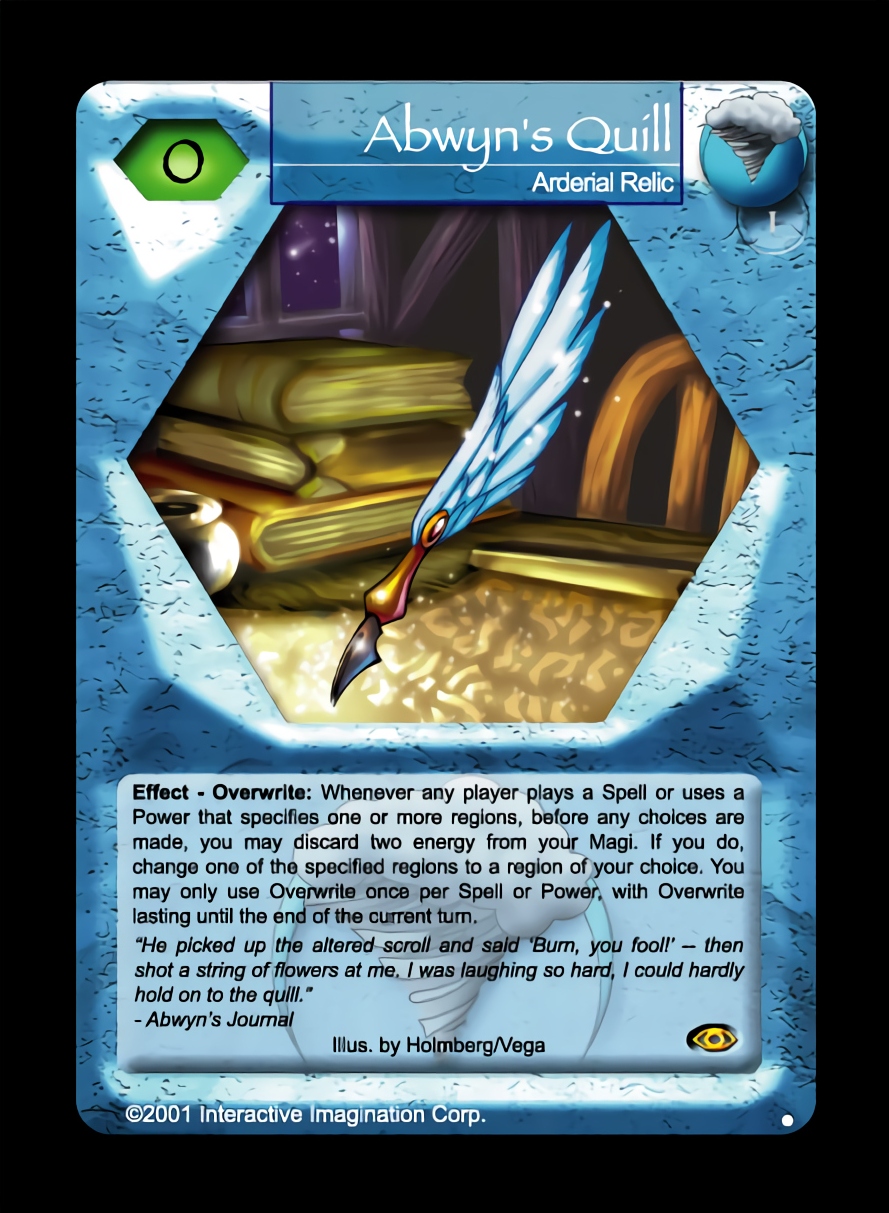 0
Abwyn's Quill
Arderial Relic
I
Effect - Overwrite: Whenever any player plays a Spell or uses a
Power that specifies one or more regions, before any choices are
made, you may discard two energy from your Magi. If you do,
change one of the specified regions to a region of your choice. You
may only use Overwrite once per Spell or Power, with Overwrite
lasting until the end of the current turn.
“He picked up the altered scroll and said ‘Burn, you fool!’ – then
shot a string of flowers at me. I was laughing so hard, I could hardly
hold on to the quill.”
- Abwyn's Journal
Illus. by Holmberg/Vega
©2001 Interactive Imagination Corp.